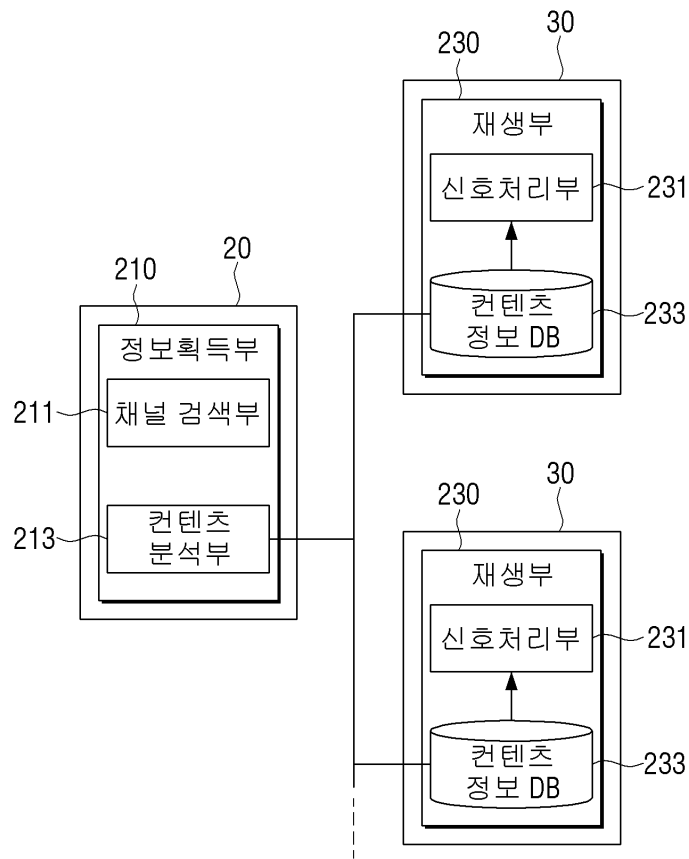 30
230
재생부
신호처리부
231
컨텐츠
정보 DB
233
20
210
정보획득부
211
채널 검색부
213
컨텐츠
분석부
30
230
재생부
신호처리부
231
컨텐츠
정보 DB
233